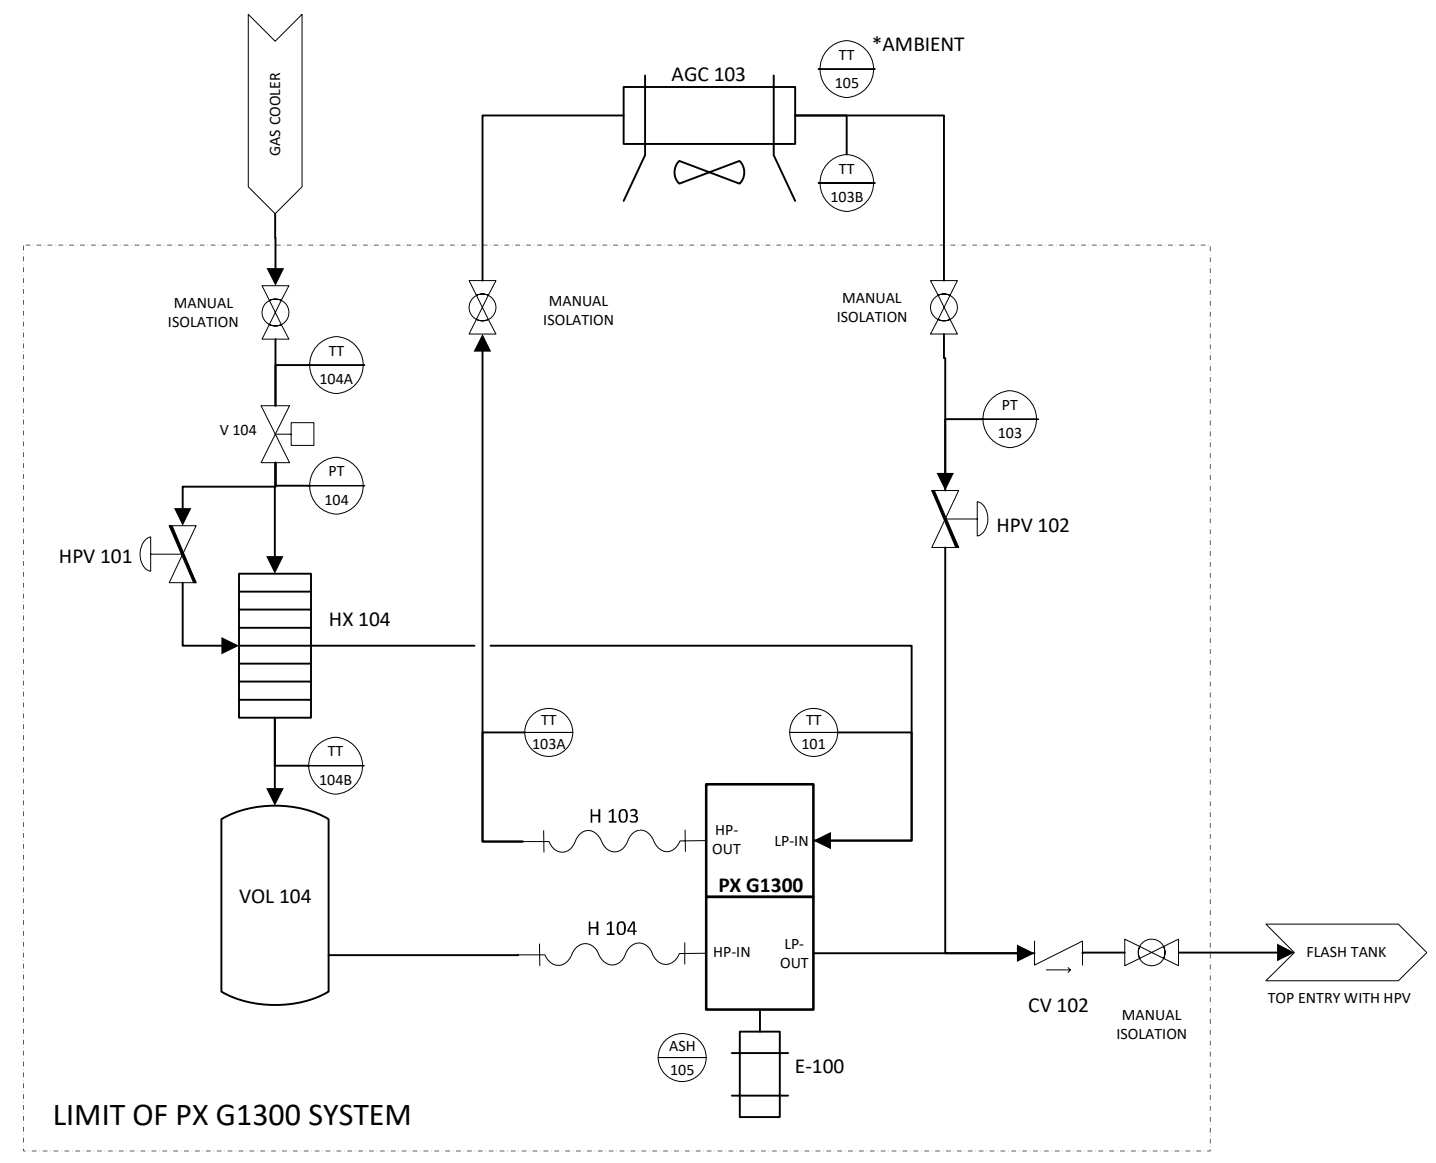 GAS COOLER
AGC 103
*AMBIENT
TT
105
TT
103B
MANUAL
ISOLATION
MANUAL
ISOLATION
MANUAL
ISOLATION
TT
104A
V 104
PT
104
PT
103
HPV 101
HPV 102
HX 104
TT
103A
TT
101
TT
104B
H 103
HP-
OUT
LP-IN
PX G1300
VOL 104
H 104
HP-IN
LP-
OUT
FLASH TANK
TOP ENTRY WITH HPV
CV 102
MANUAL
ISOLATION
ASH
105
E-100
LIMIT OF PX G1300 SYSTEM